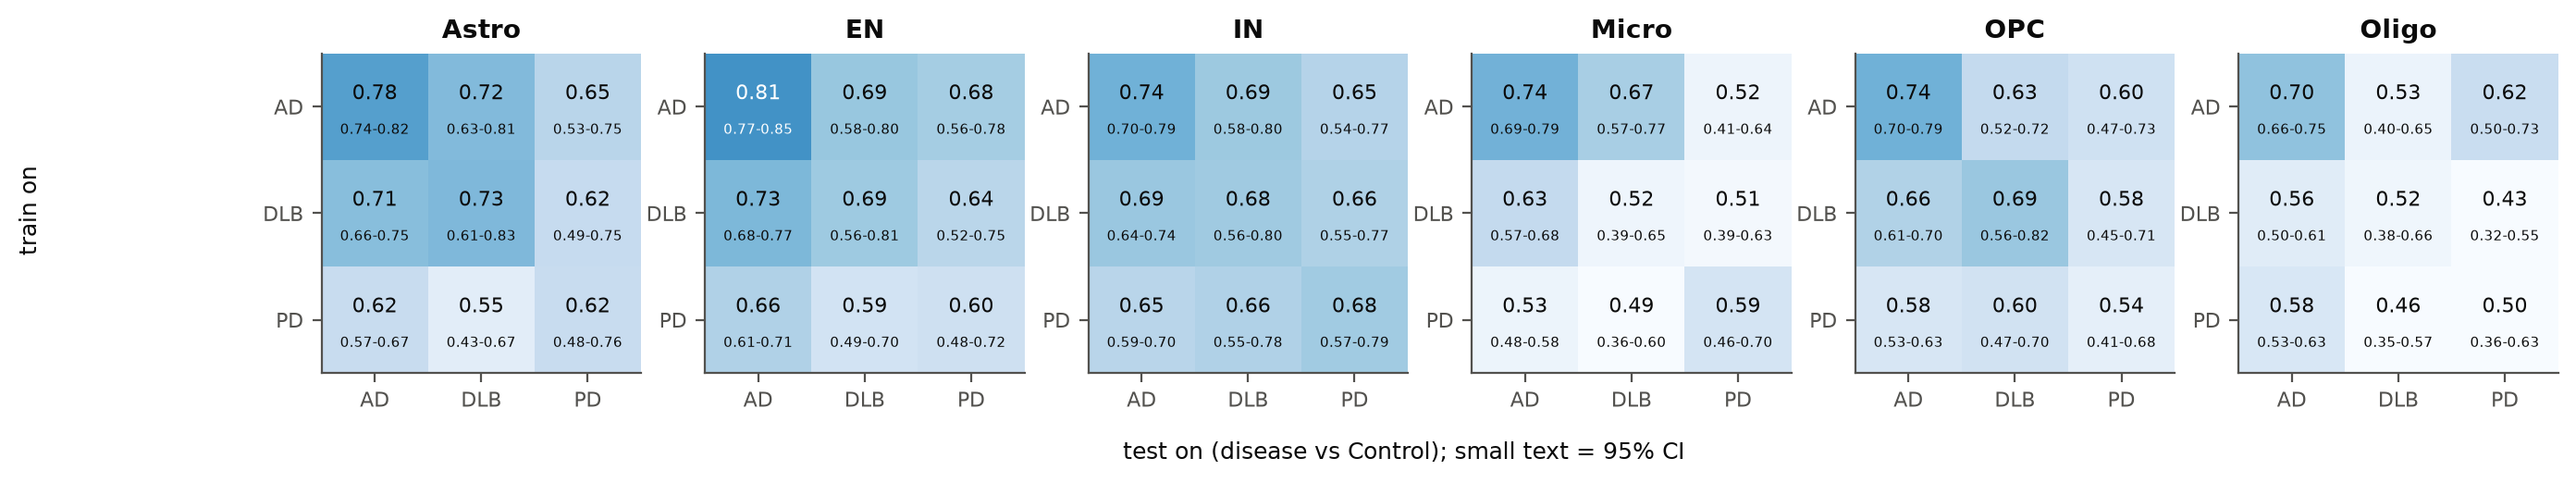 Astro EN IN Micro OPC Oligo
train on
AD 0.78 0.72 0.65 AD 0.81 0.69 0.68 AD 0.74 0.69 0.65 AD 0.74 0.67 0.52 AD 0.74 0.63 0.60 AD 0.70 0.53 0.62
0.74-0.82 0.63-0.81 0.53-0.75 0.77-0.85 0.58-0.80 0.56-0.78 0.70-0.79 0.58-0.80 0.54-0.77 0.69-0.79 0.57-0.77 0.41-0.64 0.70-0.79 0.52-0.72 0.47-0.73 0.66-0.75 0.40-0.65 0.50-0.73
DLB 0.71 0.73 0.62 DLB 0.73 0.69 0.64 DLB 0.69 0.68 0.66 DLB 0.63 0.52 0.51 DLB 0.66 0.69 0.58 DLB 0.56 0.52 0.43
0.66-0.75 0.61-0.83 0.49-0.75 0.68-0.77 0.56-0.81 0.52-0.75 0.64-0.74 0.56-0.80 0.55-0.77 0.57-0.68 0.39-0.65 0.39-0.63 0.61-0.70 0.56-0.82 0.45-0.71 0.50-0.61 0.38-0.66 0.32-0.55
PD 0.62 0.55 0.62 PD 0.66 0.59 0.60 PD 0.65 0.66 0.68 PD 0.53 0.49 0.59 PD 0.58 0.60 0.54 PD 0.58 0.46 0.50
0.57-0.67 0.43-0.67 0.48-0.76 0.61-0.71 0.49-0.70 0.48-0.72 0.59-0.70 0.55-0.78 0.57-0.79 0.48-0.58 0.36-0.60 0.46-0.70 0.53-0.63 0.47-0.70 0.41-0.68 0.53-0.63 0.35-0.57 0.36-0.63
AD DLB PD AD DLB PD AD DLB PD AD DLB PD AD DLB PD AD DLB PD
test on (disease vs Control); small text = 95% CI